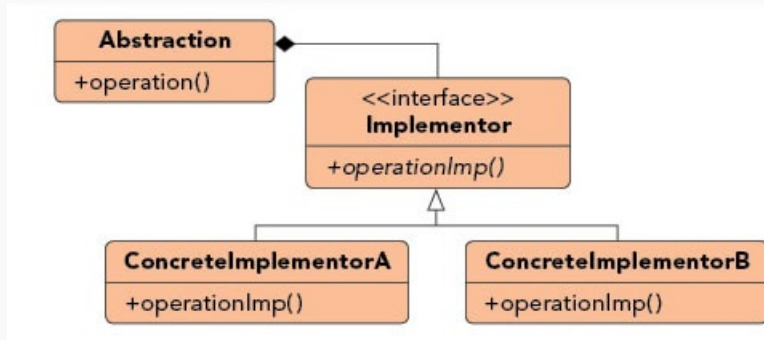 Abstraction
+operation()
<<interface>>
Implementor
+operationImp()
ConcreteImplementorA
+operationImp()
ConcreteImplementorB
+operationImp()